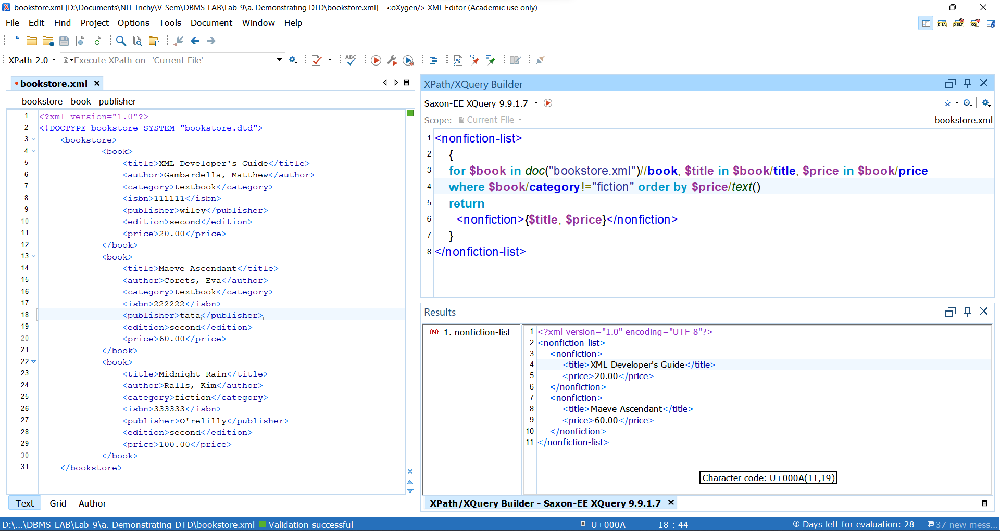 bookstore.xml [D:\Documents\NIT Trichy\V-Sem\DBMS-LAB\Lab-9\a. Demonstrating DTD\bookstore.xml] - <oXygen/> XML Editor (Academic use only)
File Edit Find Project Options Tools Document Window Help
DITA XSLT XQ
XPath 2.0 Execute XPath on 'Current File' ABC
bookstore.xml
bookstore book publisher
1 <?xml version="1.0"?>
2 <!DOCTYPE bookstore SYSTEM "bookstore.dtd">
3 <bookstore>
4 <book>
5 <title>XML Developer's Guide</title>
6 <author>Gambardella, Matthew</author>
7 <category>textbook</category>
8 <isbn>111111</isbn>
9 <publisher>wiley</publisher>
10 <edition>second</edition>
11 <price>20.00</price>
12 </book>
13 <book>
14 <title>Maeve Ascendant</title>
15 <author>Corets, Eva</author>
16 <category>textbook</category>
17 <isbn>222222</isbn>
18 <publisher>tata</publisher>
19 <edition>second</edition>
20 <price>60.00</price>
21 </book>
22 <book>
23 <title>Midnight Rain</title>
24 <author>Ralls, Kim</author>
25 <category>fiction</category>
26 <isbn>333333</isbn>
27 <publisher>O'relilly</publisher>
28 <edition>second</edition>
29 <price>100.00</price>
30 </book>
31 </bookstore>
Text Grid Author
XPath/XQuery Builder
Saxon-EE XQuery 9.9.1.7
Scope: Current File bookstore.xml
1 <nonfiction-list>
2 {
3 for $book in doc("bookstore.xml")//book, $title in $book/title, $price in $book/price
4 where $book/category!="fiction" order by $price/text()
5 return
6 <nonfiction>{$title, $price}</nonfiction>
7 }
8 </nonfiction-list>
Results
{N} 1. nonfiction-list
1 <?xml version="1.0" encoding="UTF-8"?>
2 <nonfiction-list>
3 <nonfiction>
4 <title>XML Developer's Guide</title>
5 <price>20.00</price>
6 </nonfiction>
7 <nonfiction>
8 <title>Maeve Ascendant</title>
9 <price>60.00</price>
10 </nonfiction>
11 </nonfiction-list>
Character code: U+000A(11,19)
XPath/XQuery Builder - Saxon-EE XQuery 9.9.1.7
D:\...\DBMS-LAB\Lab-9\a. Demonstrating DTD\bookstore.xml Validation successful U+000A 18 : 44 Days left for evaluation: 28 37 new mess...